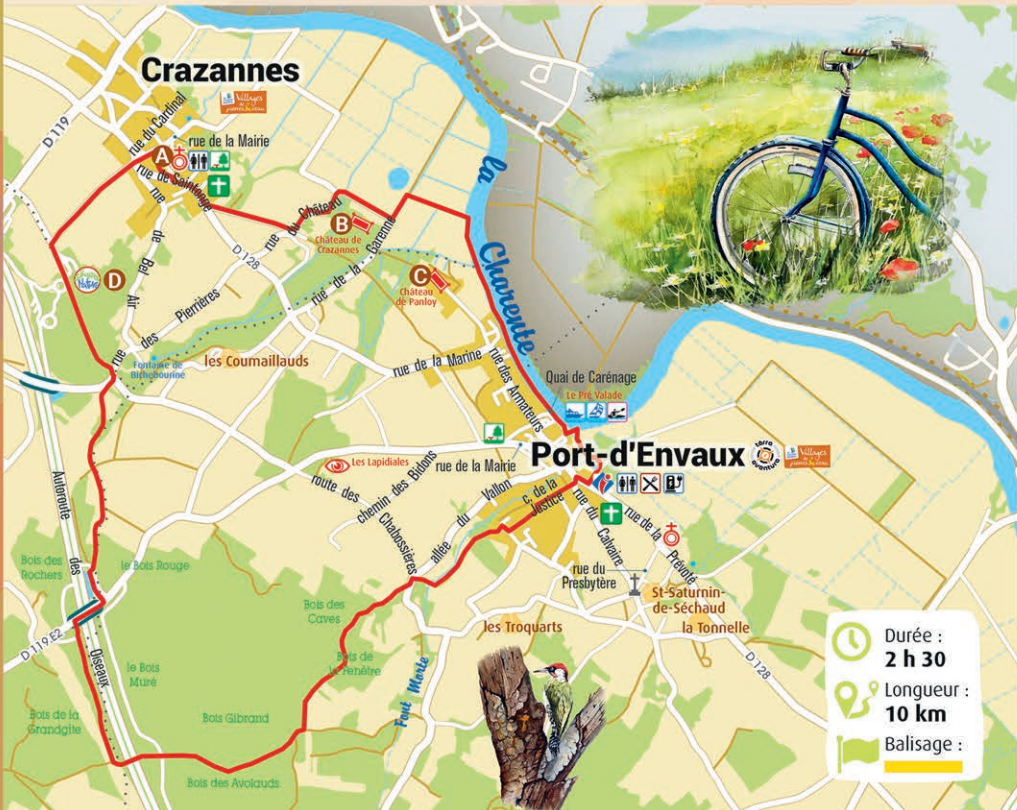 Crazannes
Villages
de pierres & d'eau
D 119
rue du Cardinal
rue de la Mairie
A
rue de Saintonge
rue de Bel Air
D 128
rue du Château
B
Château de
Crazannes
rue de la Garenne
C
Château
de Panloy
la Charente
D
rue des Pierrières
Fontaine de
Bichebourine
les Coumaillauds
rue de la Marine
rue des Armateurs
Quai de Carénage
Le Pré Valade
Port-d'Envaux
terra
aventura
Villages
de pierres & d'eau
Les Lapidiales
rue de la Mairie
chemin des Bidons
route des Chabossières
allée du Vallon
c. de la
Justice
rue du Calvaire
rue de la Prévoté
rue du
Presbytère
St-Saturnin-
de-Séchaud
la Tonnelle
les Troquarts
D 128
Autoroute des Oiseaux
Bois des
Rochers
le Bois Rouge
D 119 E2
Bois des
Caves
Bois de
la Fenêtre
Font Morte
le Bois
Muré
Bois de la
Grandgîte
Bois Gibrand
Bois des Avolauds
Durée :
2 h 30
Longueur :
10 km
Balisage :